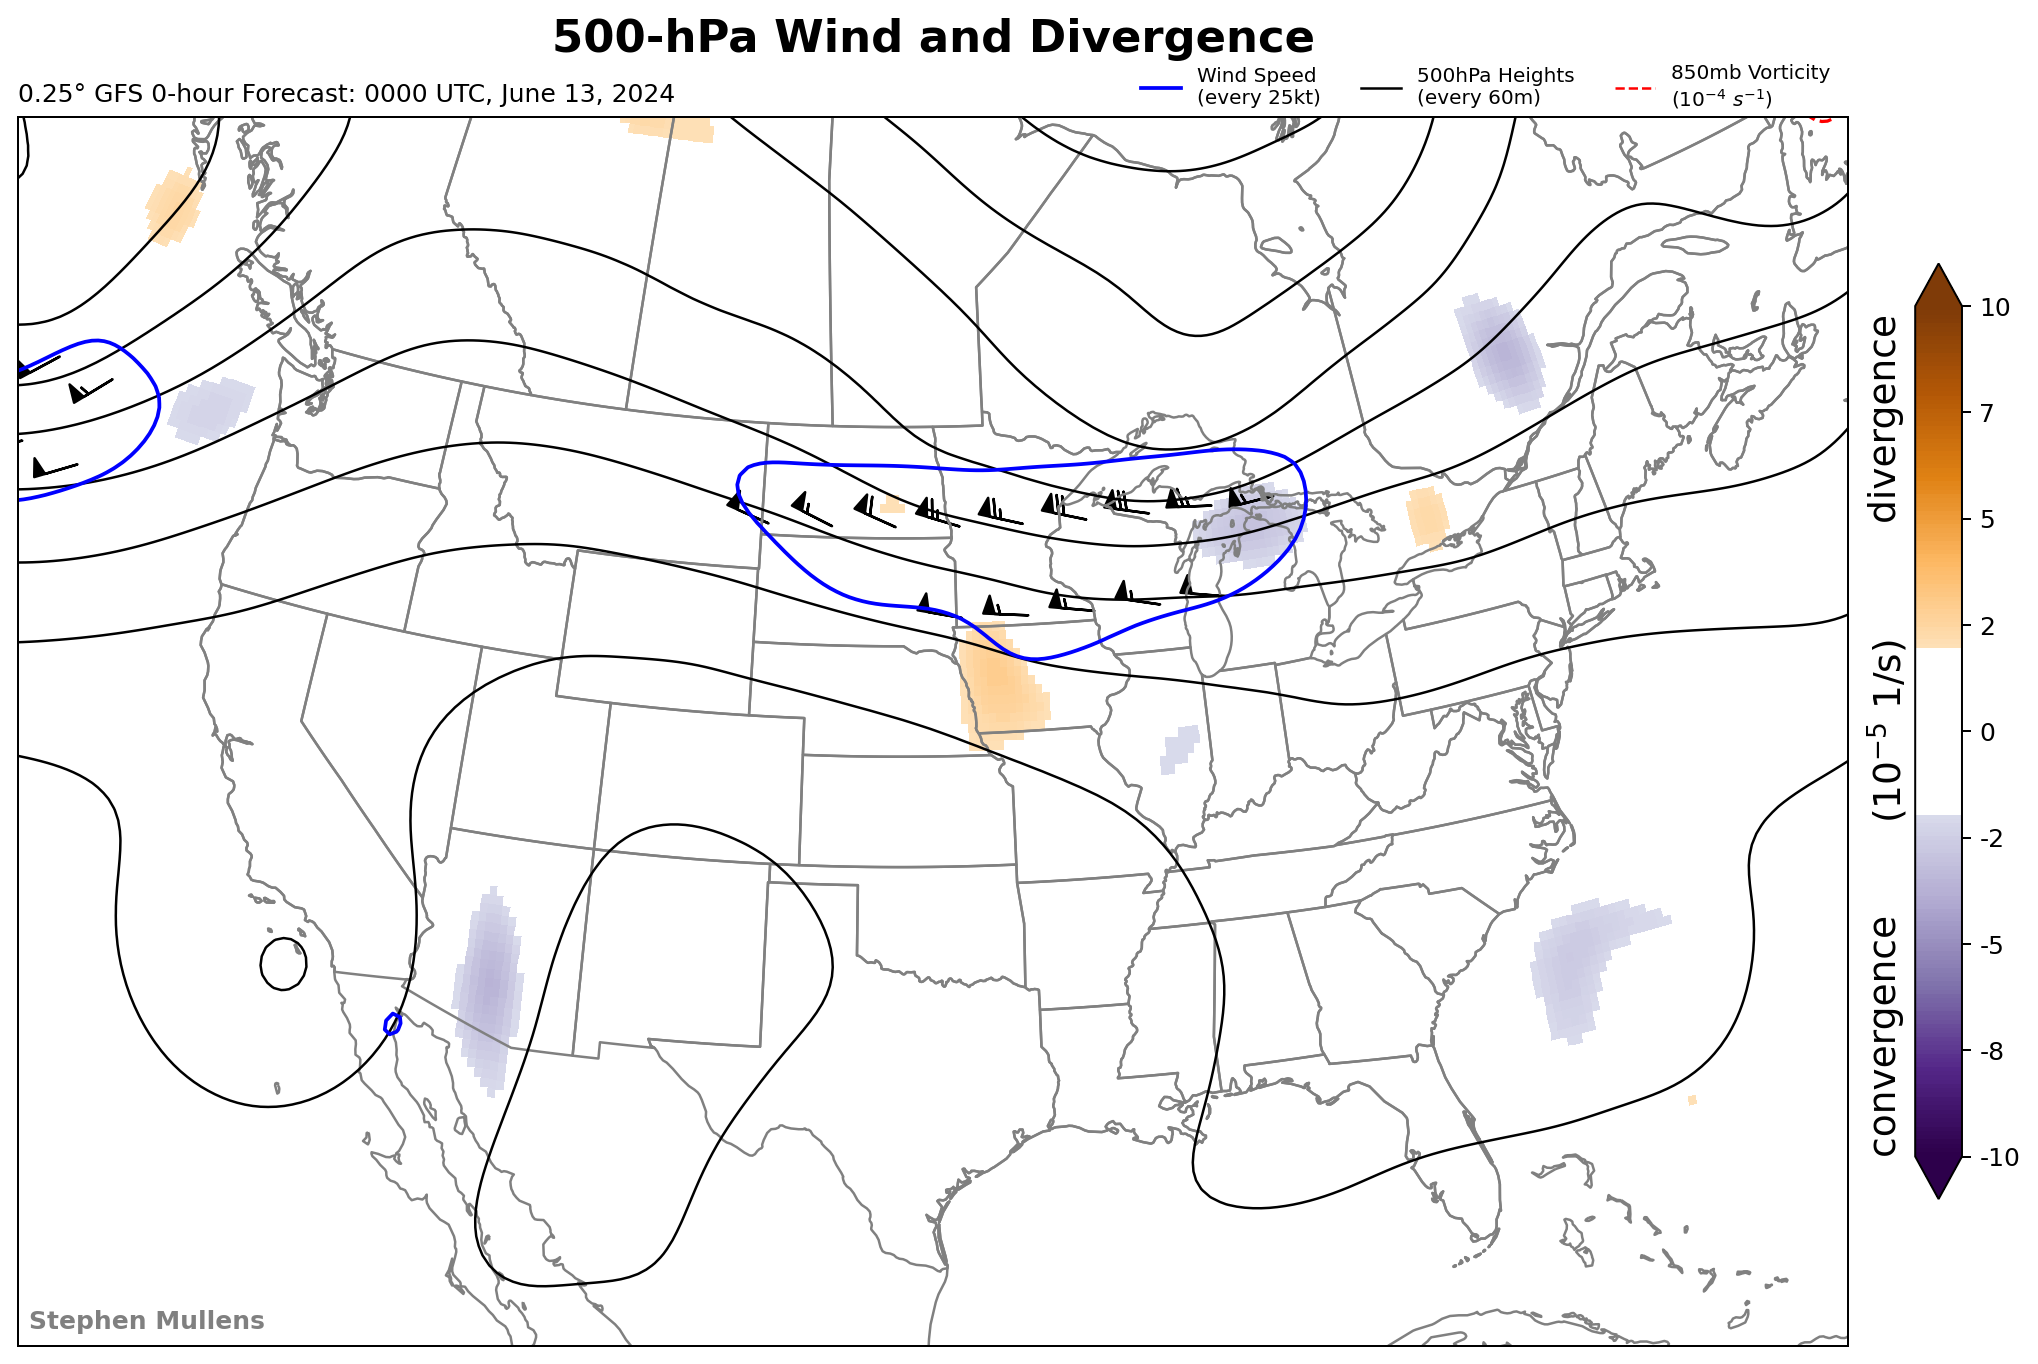 500-hPa Wind and Divergence
0.25° GFS 0-hour Forecast: 0000 UTC, June 13, 2024
Wind Speed
(every 25kt)
500hPa Heights
(every 60m)
850mb Vorticity
(10⁻⁴ s⁻¹)
10
7
5
2
0
-2
-5
-8
-10
convergence (10⁻⁵ 1/s) divergence
Stephen Mullens